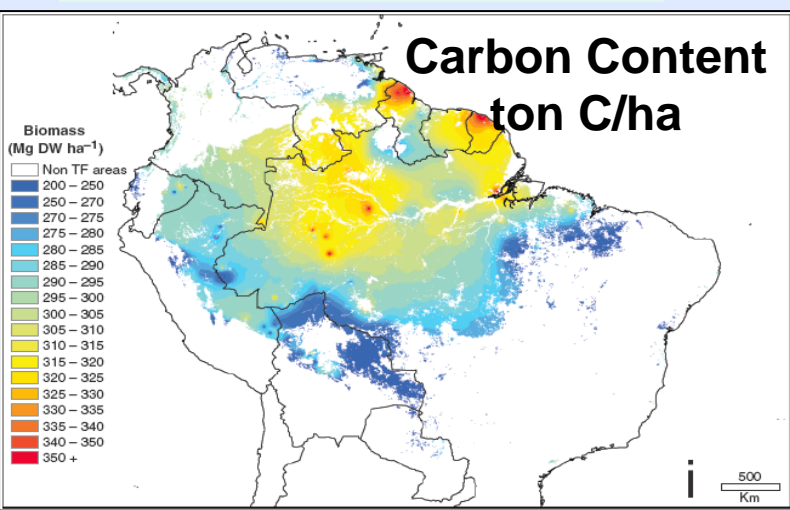 Carbon Content
ton C/ha
Biomass
(Mg DW ha⁻¹)
Non TF areas
200 – 250
250 – 270
270 – 275
275 – 280
280 – 285
285 – 290
290 – 295
295 – 300
300 – 305
305 – 310
310 – 315
315 – 320
320 – 325
325 – 330
330 – 335
335 – 340
340 – 350
350 +
i
500
Km